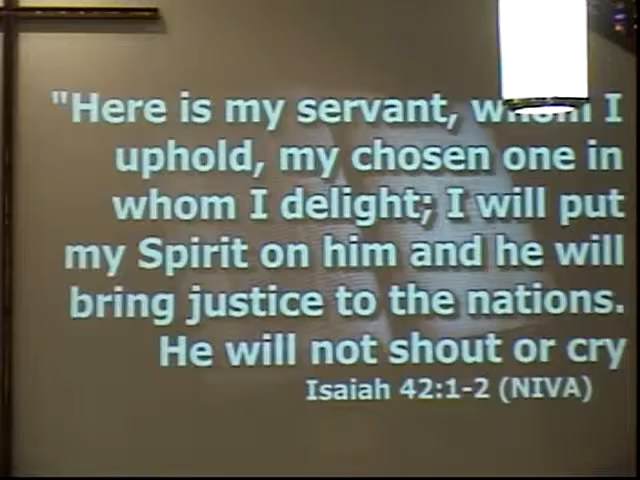 "Here is my servant, whom I
uphold, my chosen one in
whom I delight; I will put
my Spirit on him and he will
bring justice to the nations.
He will not shout or cry
Isaiah 42:1-2 (NIVA)